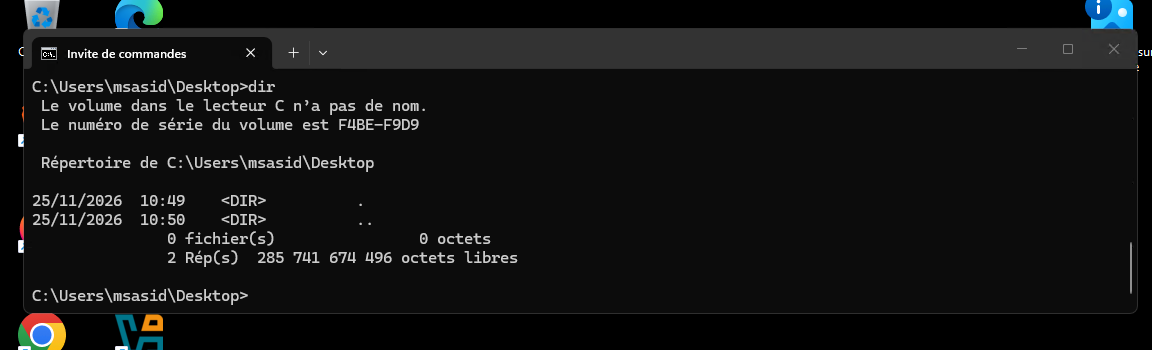 Invite de commandes
C:\Users\msasid\Desktop>dir
Le volume dans le lecteur C n’a pas de nom.
Le numéro de série du volume est F4BE-F9D9
Répertoire de C:\Users\msasid\Desktop
25/11/2026  10:49    <DIR>          .
25/11/2026  10:50    <DIR>          ..
0 fichier(s)                0 octets
2 Rép(s)  285 741 674 496 octets libres
C:\Users\msasid\Desktop>